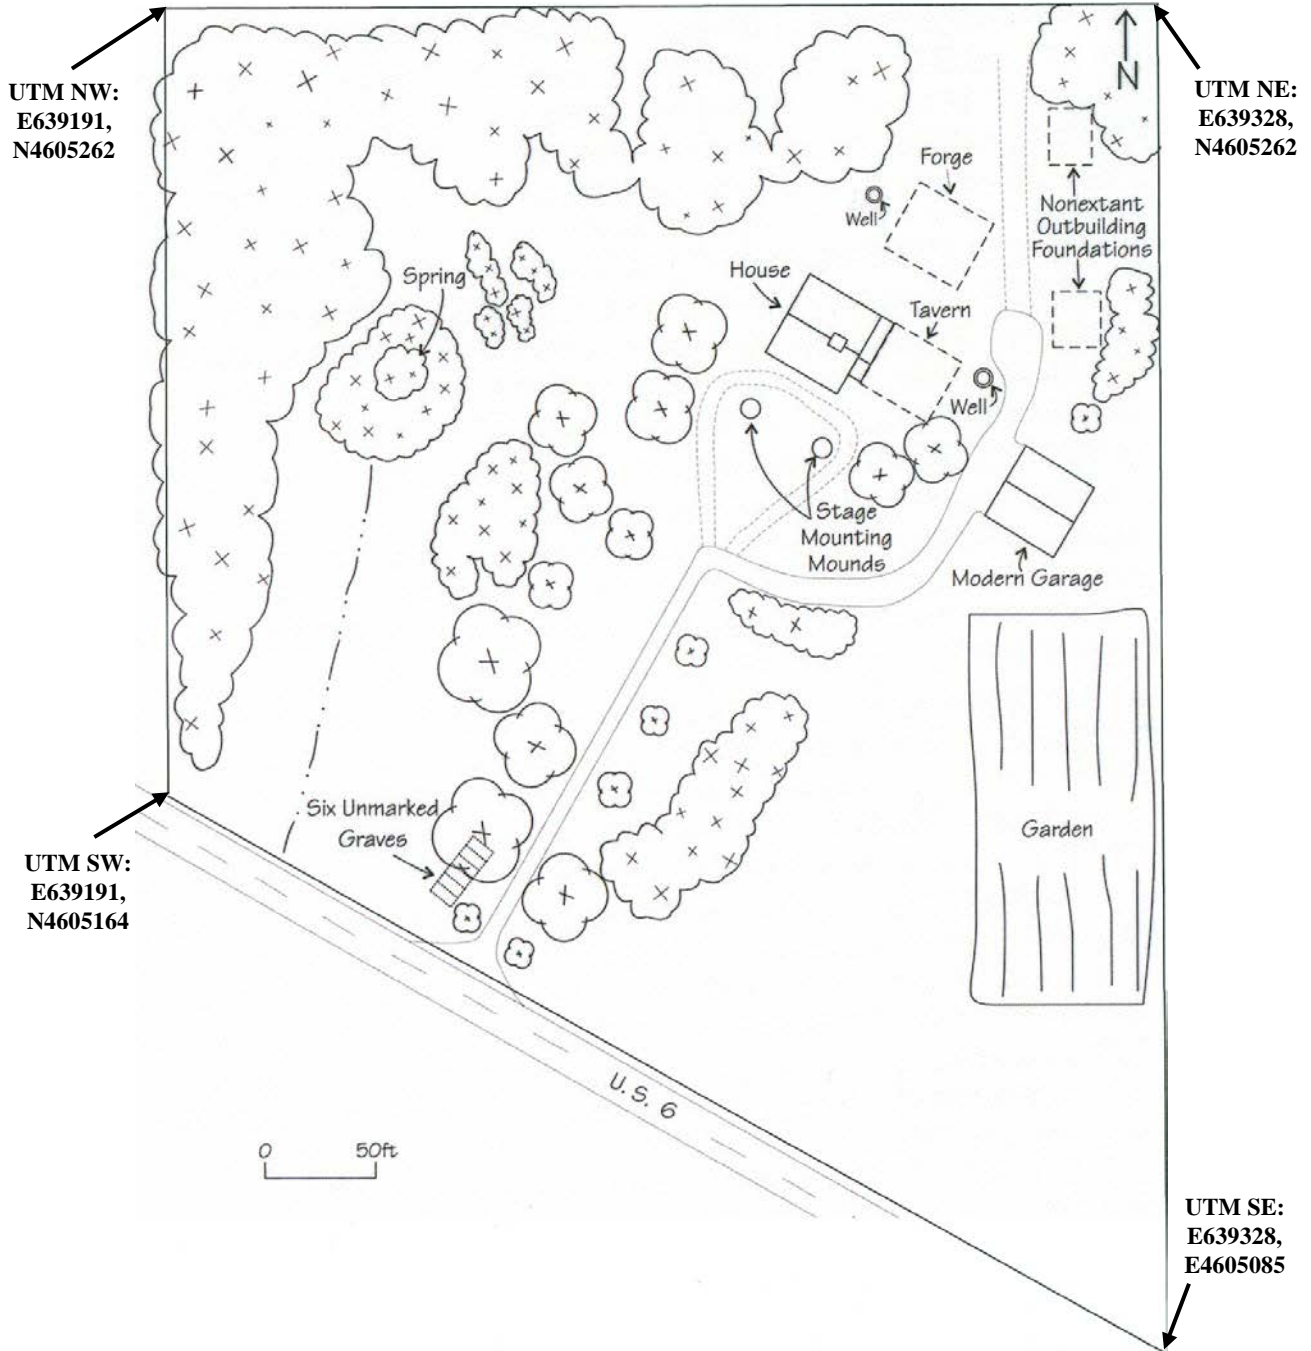 UTM NW:
E639191,
N4605262
N
UTM NE:
E639328,
N4605262
Forge
Well
Nonextant
Outbuilding
Foundations
House
Spring
Tavern
Well
Stage
Mounting
Mounds
Modern Garage
Six Unmarked
Graves
Garden
UTM SW:
E639191,
N4605164
U.S. 6
0 50ft
UTM SE:
E639328,
E4605085